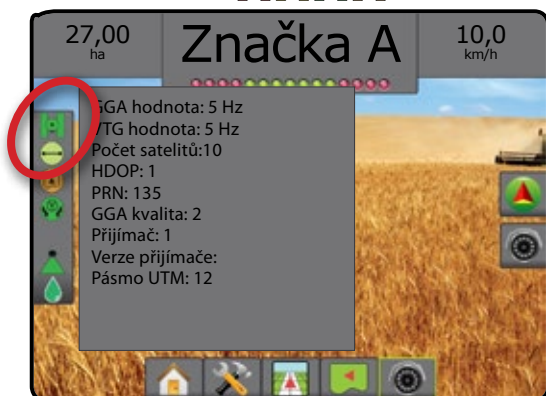 27,00
ha
Značka A
10,0
km/h
GGA hodnota: 5 Hz
VTG hodnota: 5 Hz
Počet satelitů:10
HDOP: 1
PRN: 135
GGA kvalita: 2
Přijímač: 1
Verze přijímače:
Pásmo UTM: 12